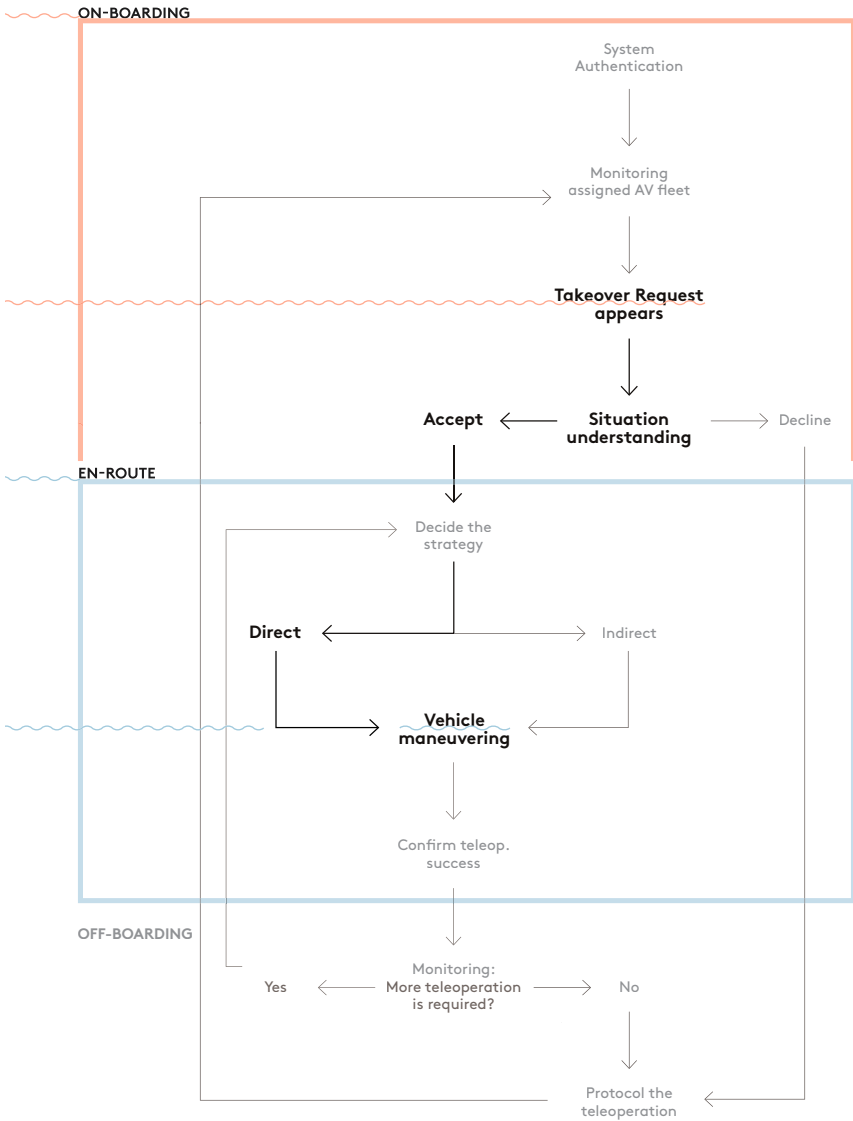 ON-BOARDING
System
Authentication
Monitoring
assigned AV fleet
Takeover Request
appears
Accept
Situation
understanding
Decline
EN-ROUTE
Decide the
strategy
Direct
Indirect
Vehicle
maneuvering
Confirm teleop.
success
OFF-BOARDING
Monitoring:
More teleoperation
is required?
Yes
No
Protocol the
teleoperation